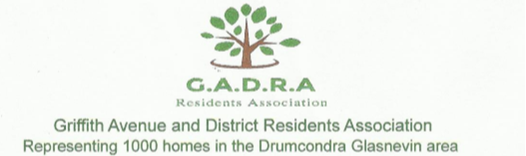 G.A.D.R.A
Residents Association
Griffith Avenue and District Residents Association
Representing 1000 homes in the Drumcondra Glasnevin area